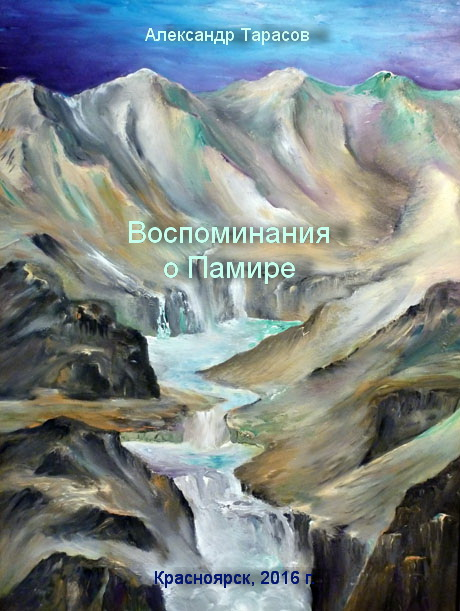 Александр Тарасов
Воспоминания
о Памире
Красноярск, 2016 г.